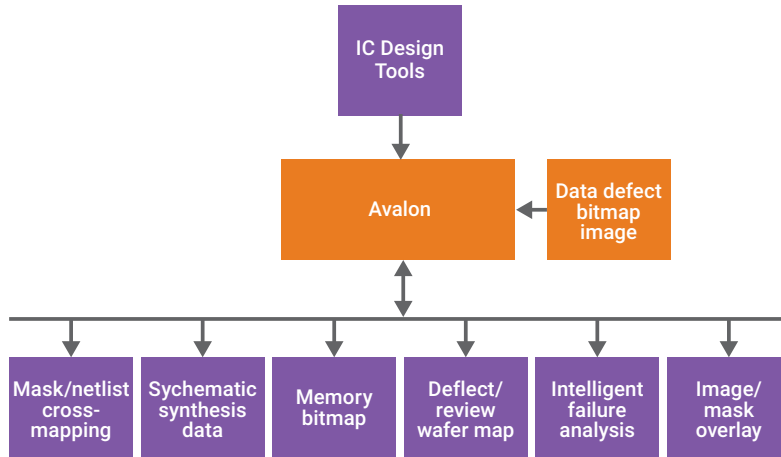 IC Design
Tools
Avalon
Data defect
bitmap
image
Mask/netlist
cross-
mapping
Sychematic
synthesis
data
Memory
bitmap
Deflect/
review
wafer map
Intelligent
failure
analysis
Image/
mask
overlay